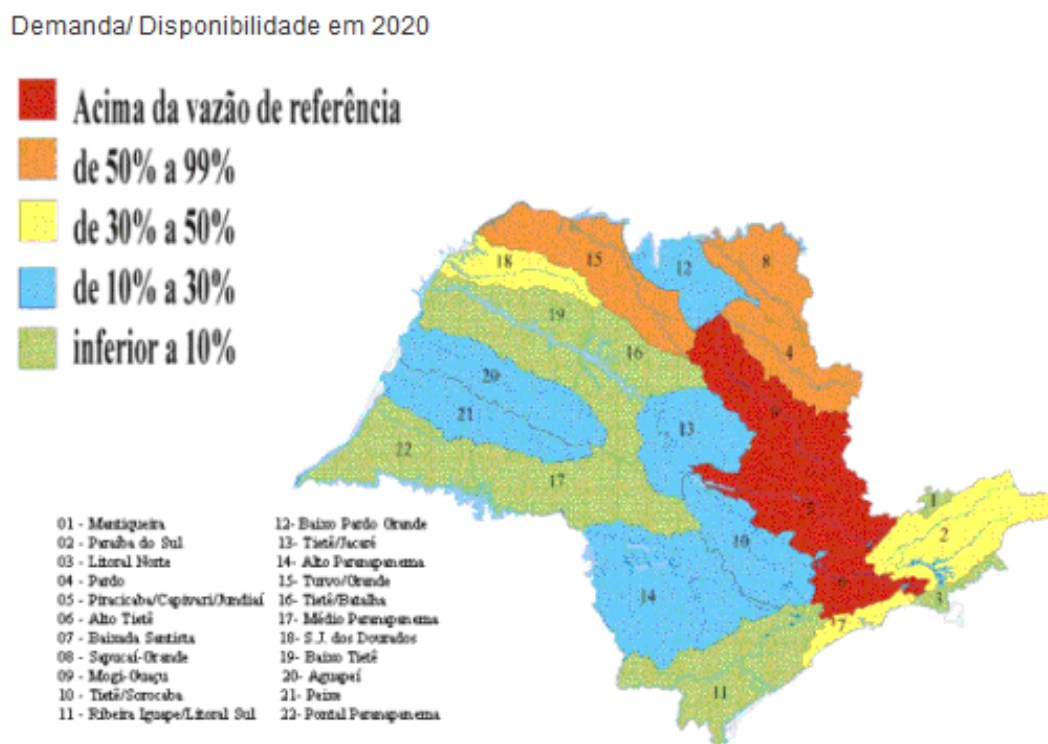 Demanda/ Disponibilidade em 2020
Acima da vazão de referência
de 50% a 99%
de 30% a 50%
de 10% a 30%
inferior a 10%
01 - Mantiqueira
02 - Paraíba do Sul
03 - Litoral Norte
04 - Pardo
05 - Piracicaba/Capivari/Jundiaí
06 - Alto Tietê
07 - Baixada Santista
08 - Sapucaí-Grande
09 - Mogi-Guaçu
10 - Tietê/Sorocaba
11 - Ribeira Iguape/Litoral Sul
12- Baixo Pardo Grande
13- Tietê/Jacaré
14- Alto Paranapanema
15- Turvo/Grande
16- Tietê/Batalha
17- Médio Paranapanema
18- S.J. dos Dourados
19- Baixo Tietê
20- Aguapeí
21- Peixe
22- Pontal Paranapanema
15
12
8
18
19
16
4
9
20
21
13
22
17
5
1
2
10
14
6
3
7
11